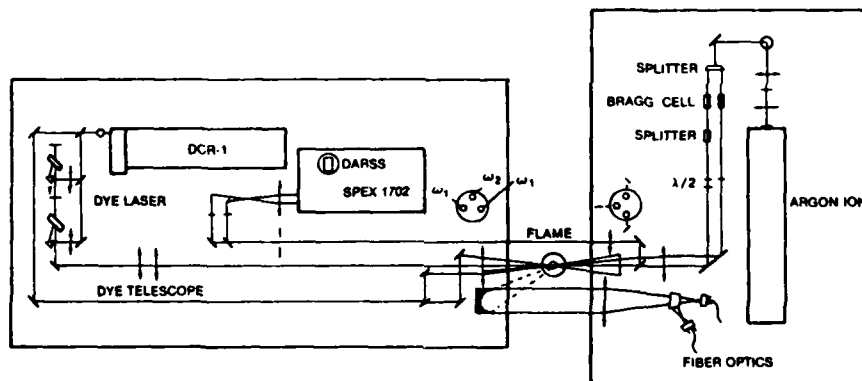 SPLITTER
BRAGG CELL
SPLITTER
λ/2
ARGON ION
DCR-1
DARSS
SPEX 1702
DYE LASER
ω₁
ω₂
ω₁
FLAME
DYE TELESCOPE
FIBER OPTICS